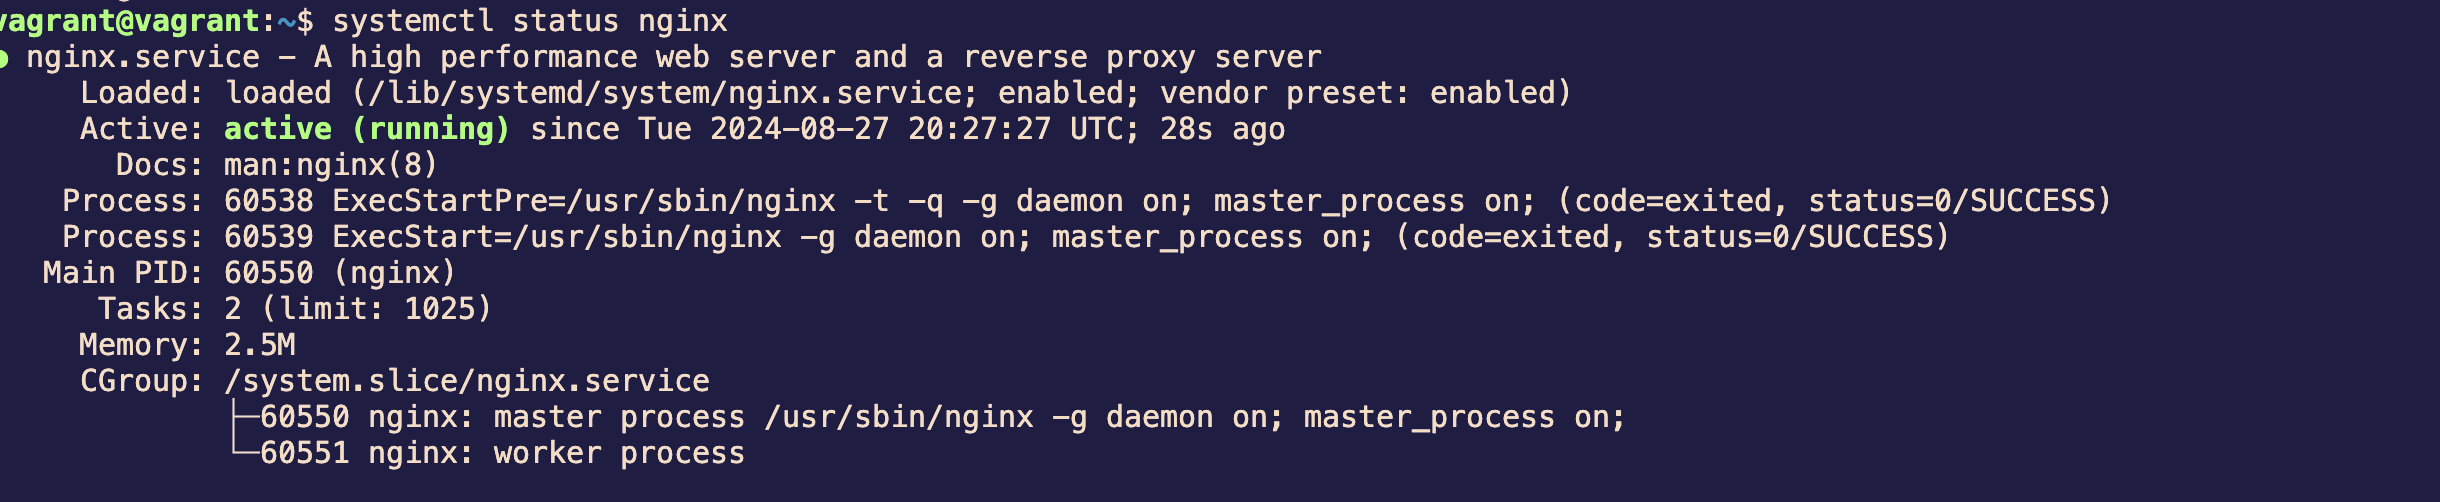 vagrant@vagrant:~$ systemctl status nginx
● nginx.service – A high performance web server and a reverse proxy server
Loaded: loaded (/lib/systemd/system/nginx.service; enabled; vendor preset: enabled)
Active: active (running) since Tue 2024–08–27 20:27:27 UTC; 28s ago
Docs: man:nginx(8)
Process: 60538 ExecStartPre=/usr/sbin/nginx –t –q –g daemon on; master_process on; (code=exited, status=0/SUCCESS)
Process: 60539 ExecStart=/usr/sbin/nginx –g daemon on; master_process on; (code=exited, status=0/SUCCESS)
Main PID: 60550 (nginx)
Tasks: 2 (limit: 1025)
Memory: 2.5M
CGroup: /system.slice/nginx.service
├─60550 nginx: master process /usr/sbin/nginx –g daemon on; master_process on;
└─60551 nginx: worker process